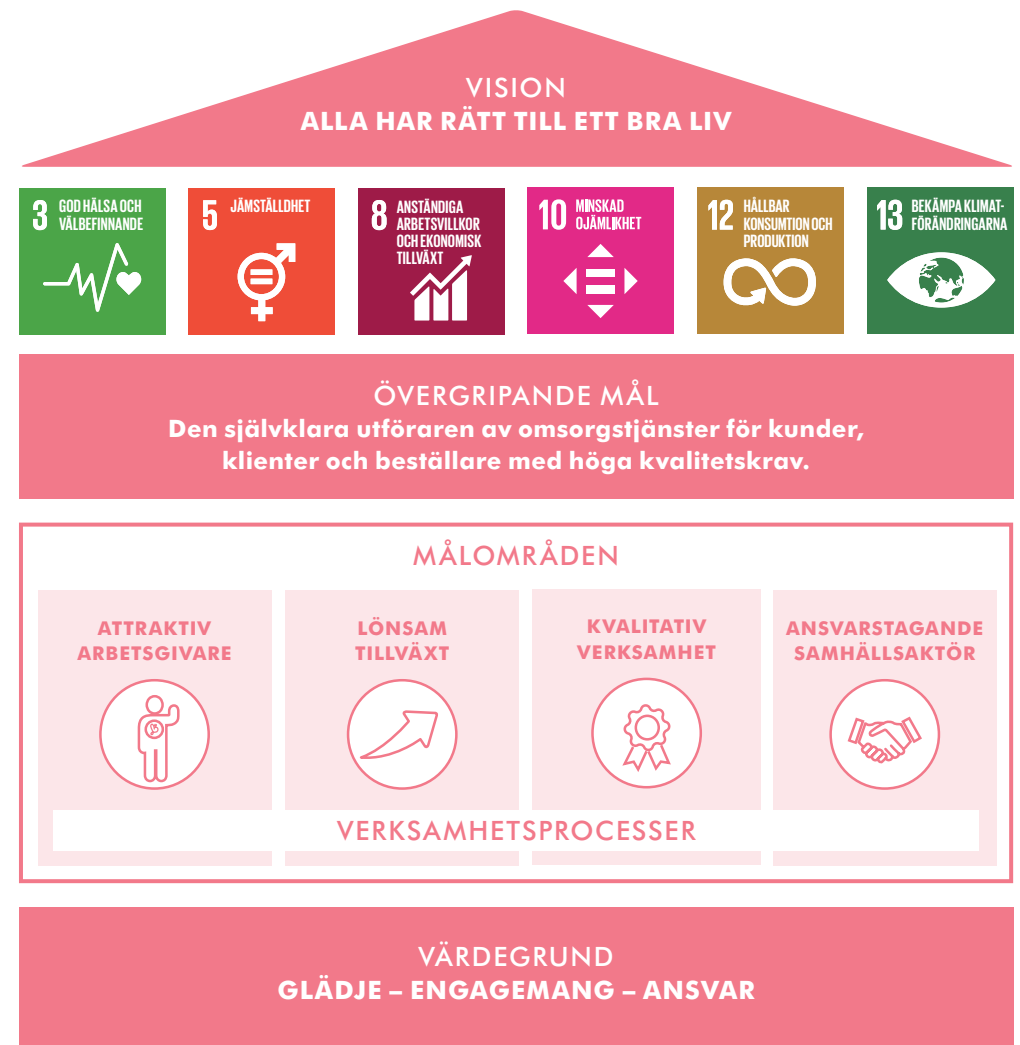 VISION
ALLA HAR RÄTT TILL ETT BRA LIV
3 GOD HÄLSA OCH
VÄLBEFINNANDE
5 JÄMSTÄLLDHET
8 ANSTÄNDIGA
ARBETSVILLKOR
OCH EKONOMISK
TILLVÄXT
10 MINSKAD
OJÄMLIKHET
12 HÅLLBAR
KONSUMTION OCH
PRODUKTION
13 BEKÄMPA KLIMAT-
FÖRÄNDRINGARNA
ÖVERGRIPANDE MÅL
Den självklara utföraren av omsorgstjänster för kunder,
klienter och beställare med höga kvalitetskrav.
MÅLOMRÅDEN
ATTRAKTIV
ARBETSGIVARE
LÖNSAM
TILLVÄXT
KVALITATIV
VERKSAMHET
ANSVARSTAGANDE
SAMHÄLLSAKTÖR
VERKSAMHETSPROCESSER
VÄRDEGRUND
GLÄDJE – ENGAGEMANG – ANSVAR